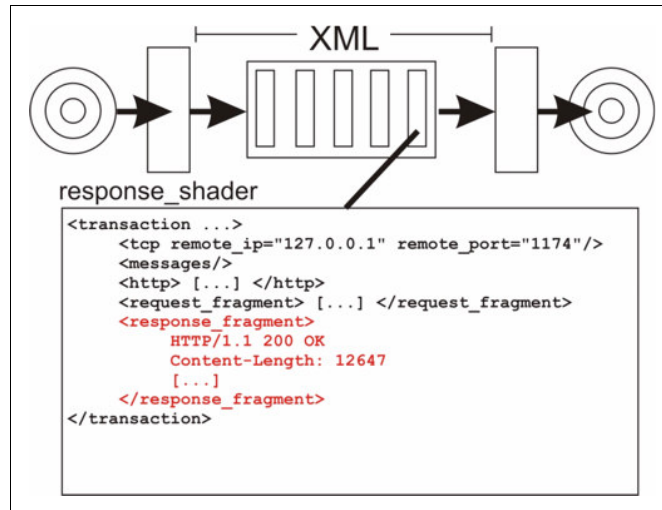 XML
response_shader
<transaction ...>
<tcp remote_ip="127.0.0.1" remote_port="1174"/>
<messages/>
<http> [...] </http>
<request_fragment> [...] </request_fragment>
<response_fragment>
HTTP/1.1 200 OK
Content-Length: 12647
[...]
</response_fragment>
</transaction>